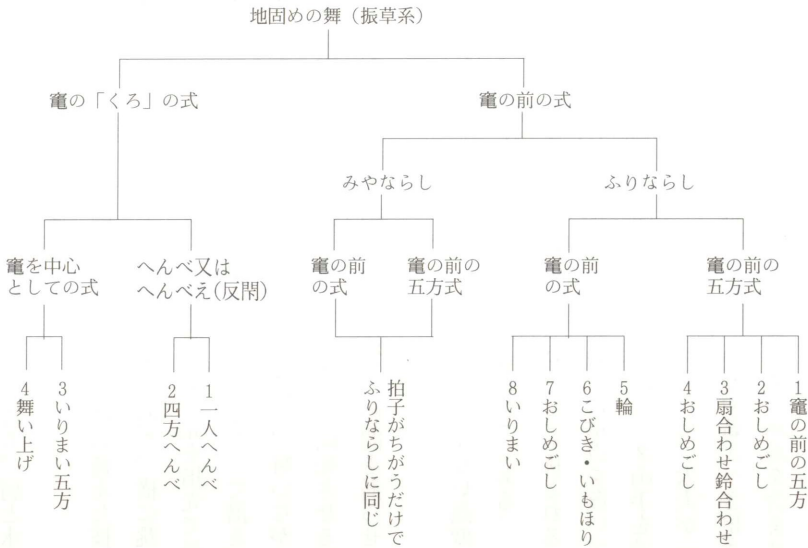 地固めの舞（振草系）
竈の「くろ」の式
竈の前の式
みやならし
ふりならし
竈を中心
としての式
へんべ又は
へんべえ(反閇)
竈の前
の式
竈の前の
五方式
竈の前
の式
竈の前の
五方式
1竈の前の五方
2おしめごし
3扇合わせ鈴合わせ
4おしめごし
5輪
6こびき・いもほり
7おしめごし
8いりまい
拍子がちがうだけで
ふりならしに同じ
1一人へんべ
2四方へんべ
3いりまい五方
4舞い上げ